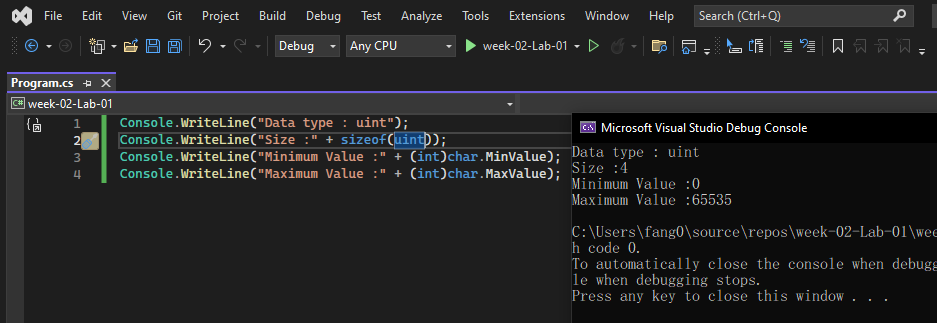 File Edit View Git Project Build Debug Test Analyze Tools Extensions Window Help Search (Ctrl+Q)
Debug Any CPU week-02-Lab-01
Program.cs
C# week-02-Lab-01
1 Console.WriteLine("Data type : uint");
2 Console.WriteLine("Size :" + sizeof(uint));
3 Console.WriteLine("Minimum Value :" + (int)char.MinValue);
4 Console.WriteLine("Maximum Value :" + (int)char.MaxValue);
Microsoft Visual Studio Debug Console
Data type : uint
Size :4
Minimum Value :0
Maximum Value :65535
C:\Users\fang0\source\repos\week-02-Lab-01\wee
h code 0.
To automatically close the console when debugg
le when debugging stops.
Press any key to close this window . . .